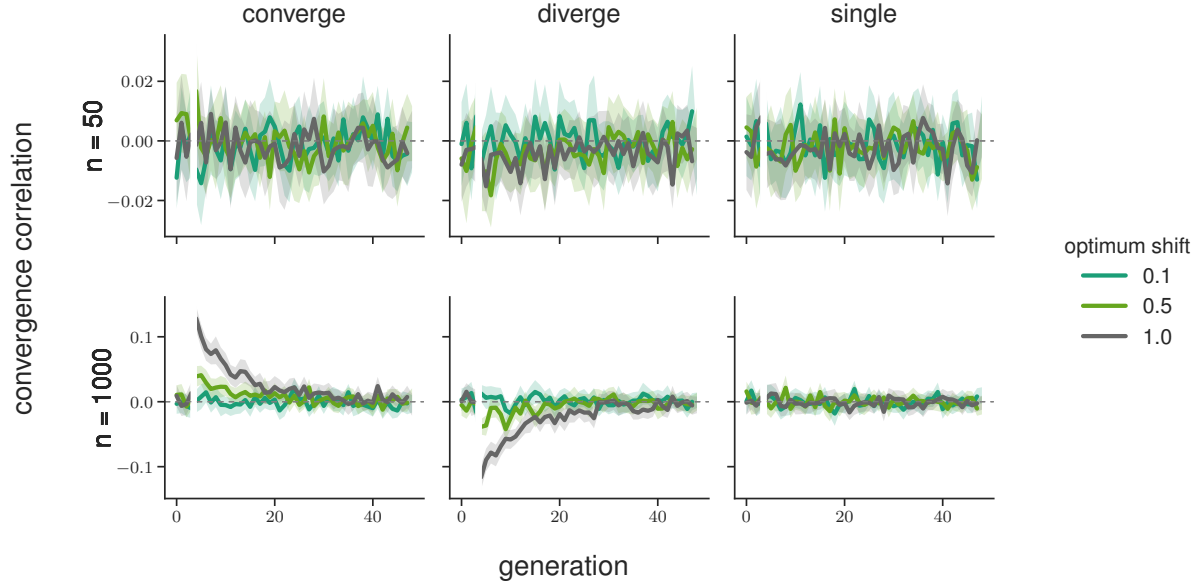 converge diverge single
convergence correlation
n = 50
0.02
0.00
−0.02
n = 1000
0.1
0.0
−0.1
0 20 40 0 20 40 0 20 40
generation
optimum shift
0.1
0.5
1.0